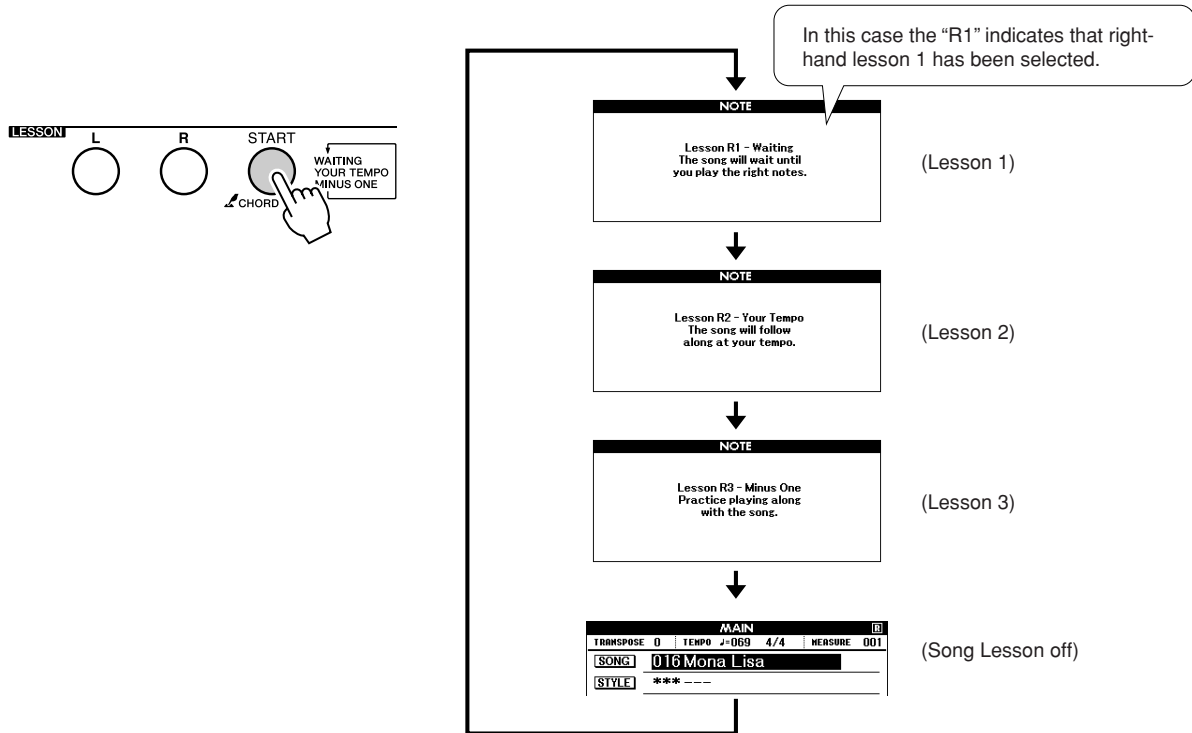 In this case the “R1” indicates that right-
hand lesson 1 has been selected.
LESSON
L
R
START
WAITING
YOUR TEMPO
MINUS ONE
CHORD
NOTE
Lesson R1 - Waiting
The song will wait until
you play the right notes.
(Lesson 1)
NOTE
Lesson R2 - Your Tempo
The song will follow
along at your tempo.
(Lesson 2)
NOTE
Lesson R3 - Minus One
Practice playing along
with the song.
(Lesson 3)
MAIN R
TRANSPOSE 0 TEMPO ♩=069 4/4 MEASURE 001
SONG 016 Mona Lisa
STYLE ***---
(Song Lesson off)